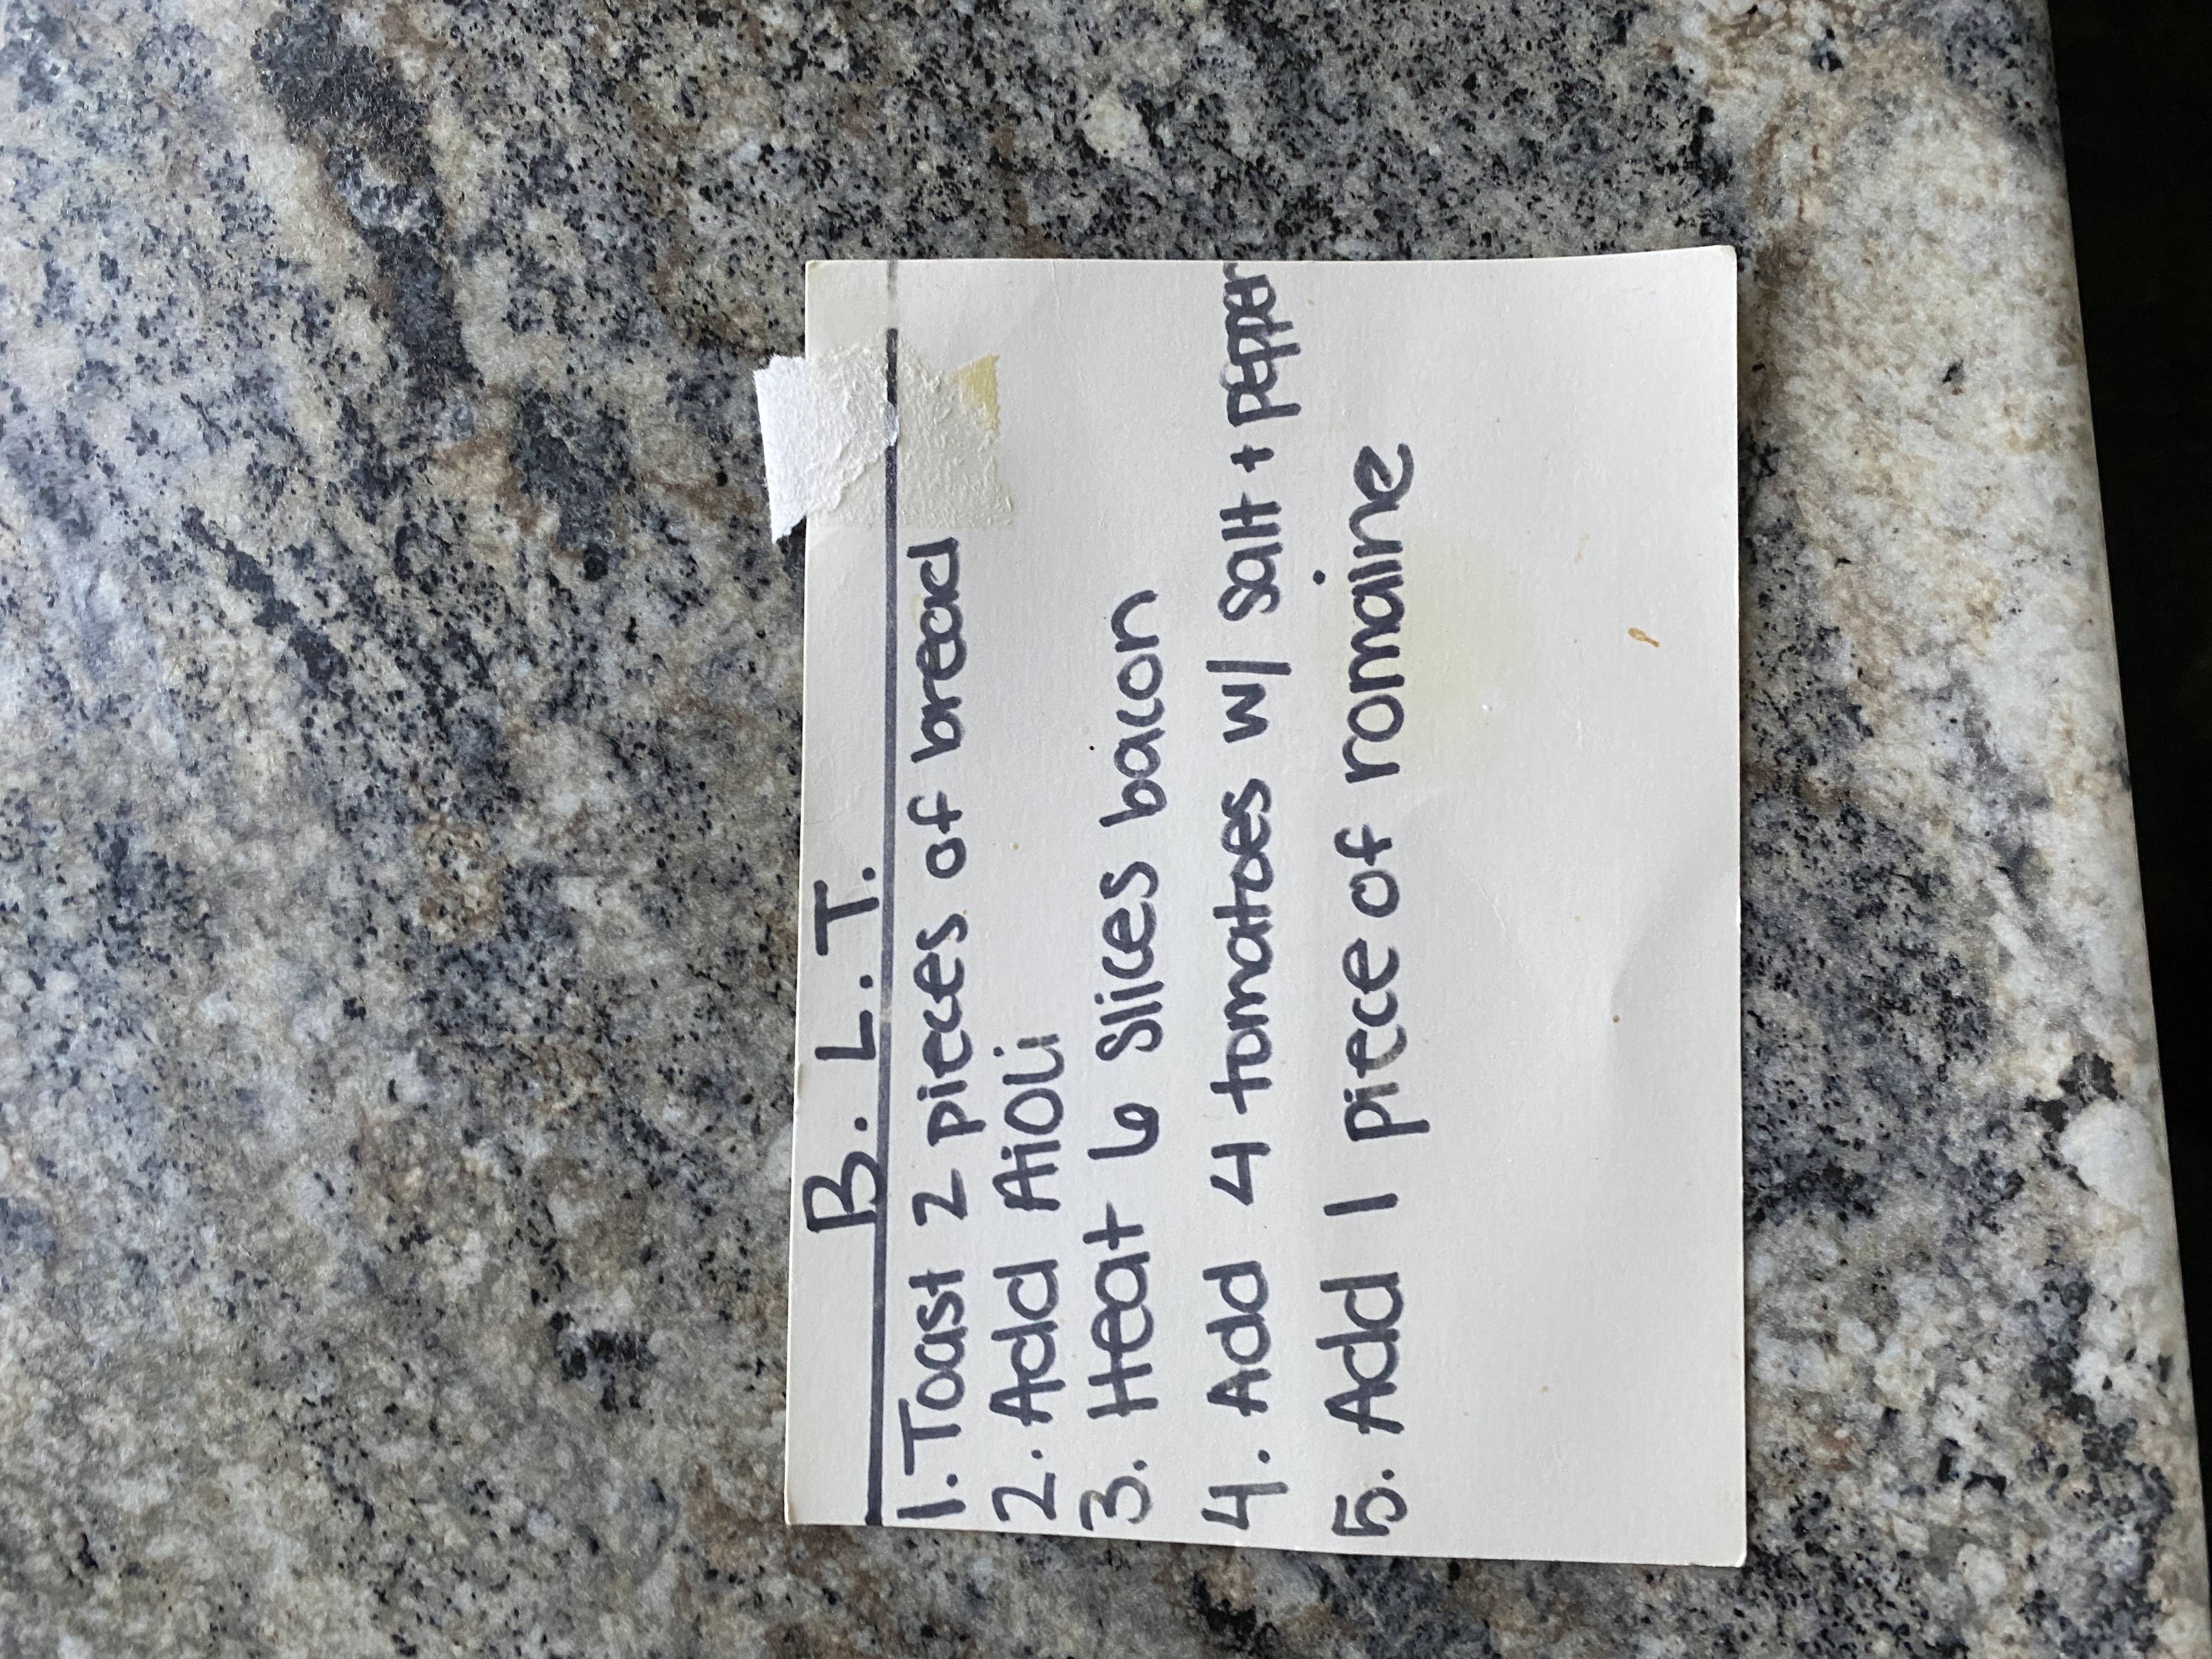 B. L. T.
1. Toast 2 pieces of bread
2. Add Aioli
3. Heat 6 slices bacon
4. Add 4 tomatoes w/ salt + pepper
5. Add 1 piece of romaine